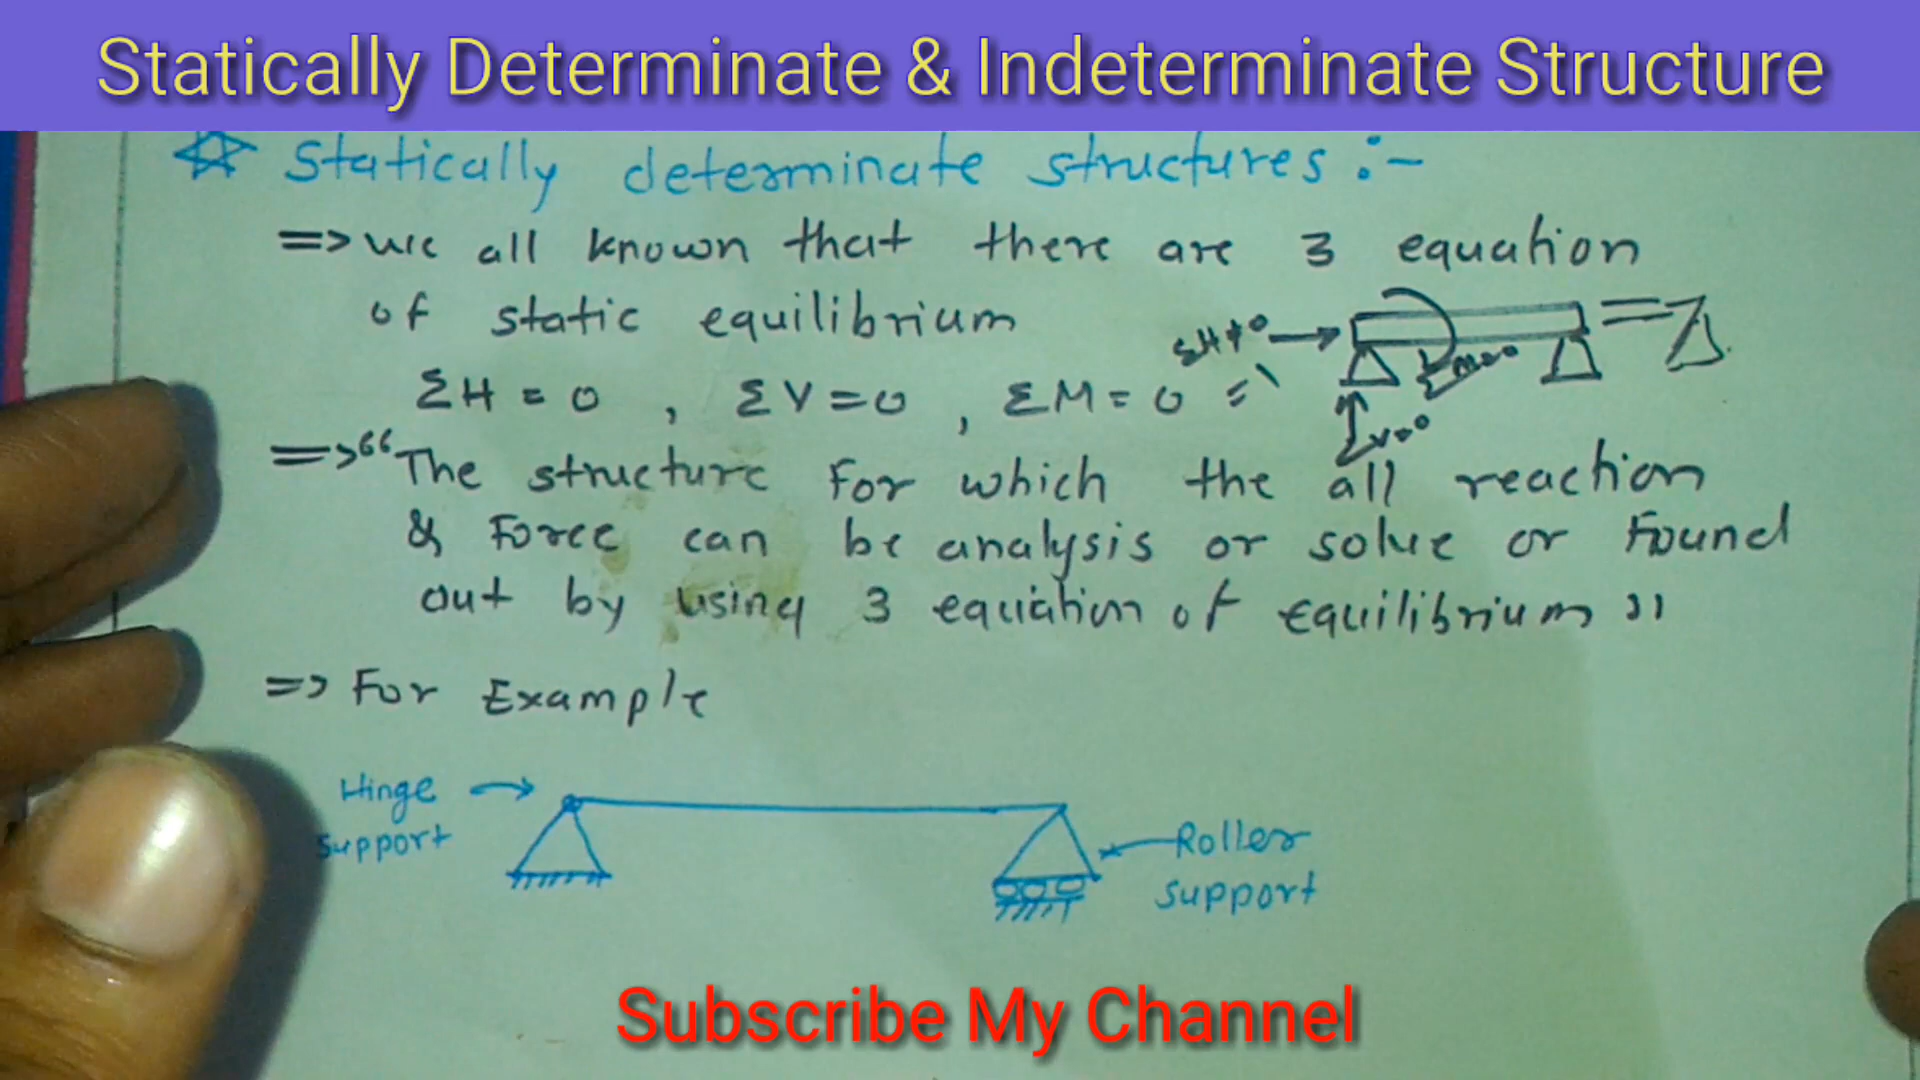 Statically Determinate & Indeterminate Structure
☆ Statically determinate structures :-
=> we all known that there are 3 equation
of static equilibrium
ΣH = 0 , ΣV = 0 , ΣM = 0
=> "The structure for which the all reaction
& Force can be analysis or solve or Found
out by using 3 equation of Equilibrium "
=> For Example
Hinge
support
Roller
support
Subscribe My Channel